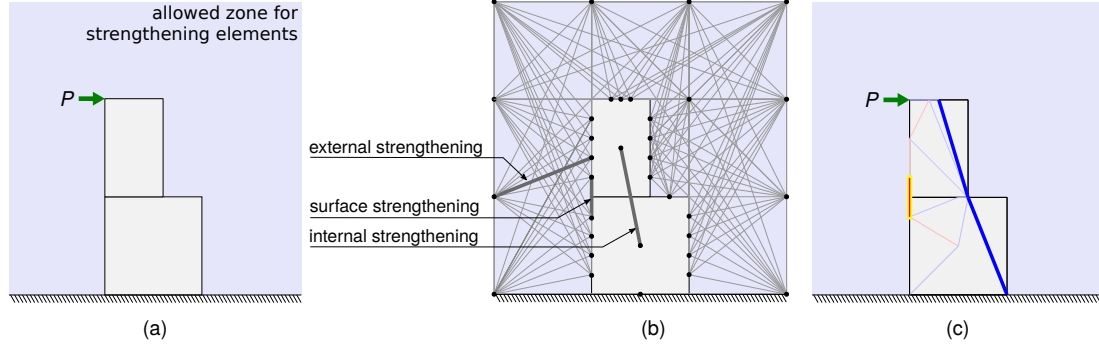 allowed zone for
strengthening elements
P
(a)
external strengthening
surface strengthening
internal strengthening
(b)
P
(c)